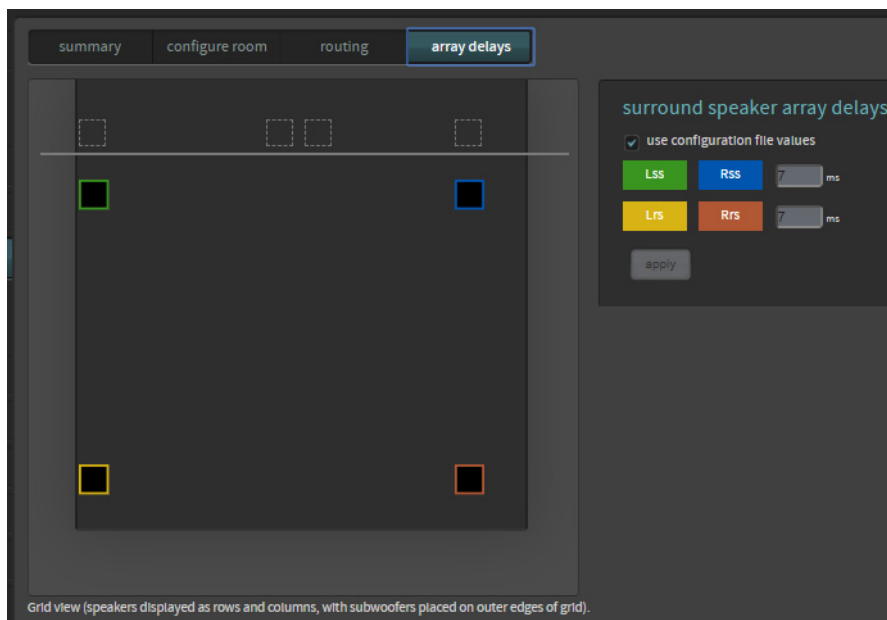 summary configure room routing array delays
surround speaker array delays
use configuration file values
Lss Rss 7 ms
Lrs Rrs 7 ms
apply
Grid view (speakers displayed as rows and columns, with subwoofers placed on outer edges of grid).